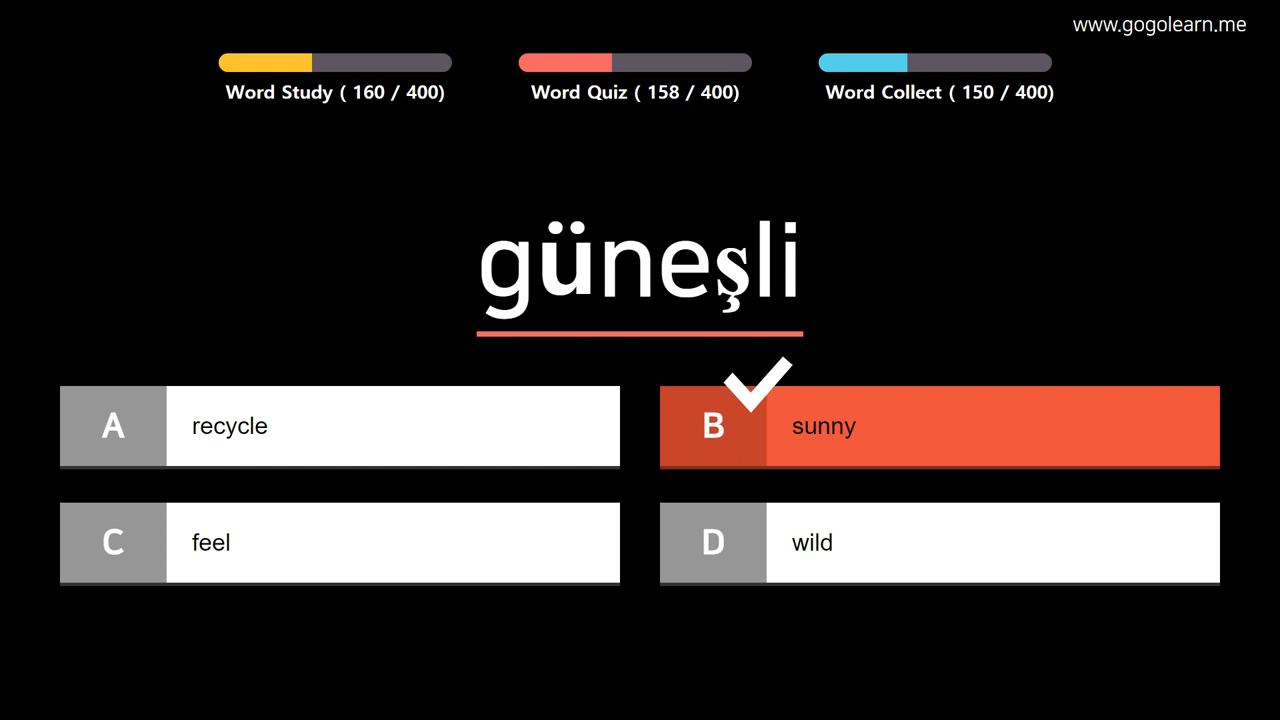 www.gogolearn.me
Word Study ( 160 / 400)
Word Quiz ( 158 / 400)
Word Collect ( 150 / 400)
güneşli
A recycle
B sunny
C feel
D wild